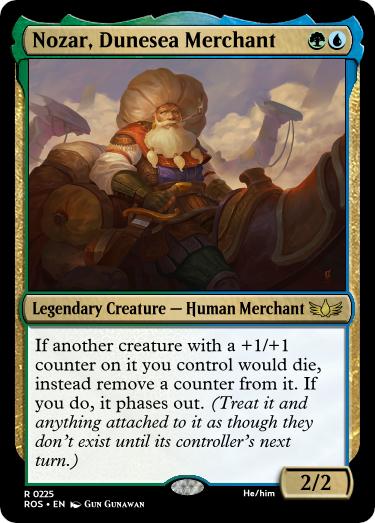 Nozar, Dunesea Merchant
Legendary Creature — Human Merchant
If another creature with a +1/+1
counter on it you control would die,
instead remove a counter from it. If
you do, it phases out. (Treat it and
anything attached to it as though they
don't exist until its controller's next
turn.)
2/2
R 0225
ROS • EN Gun Gunawan
He/him